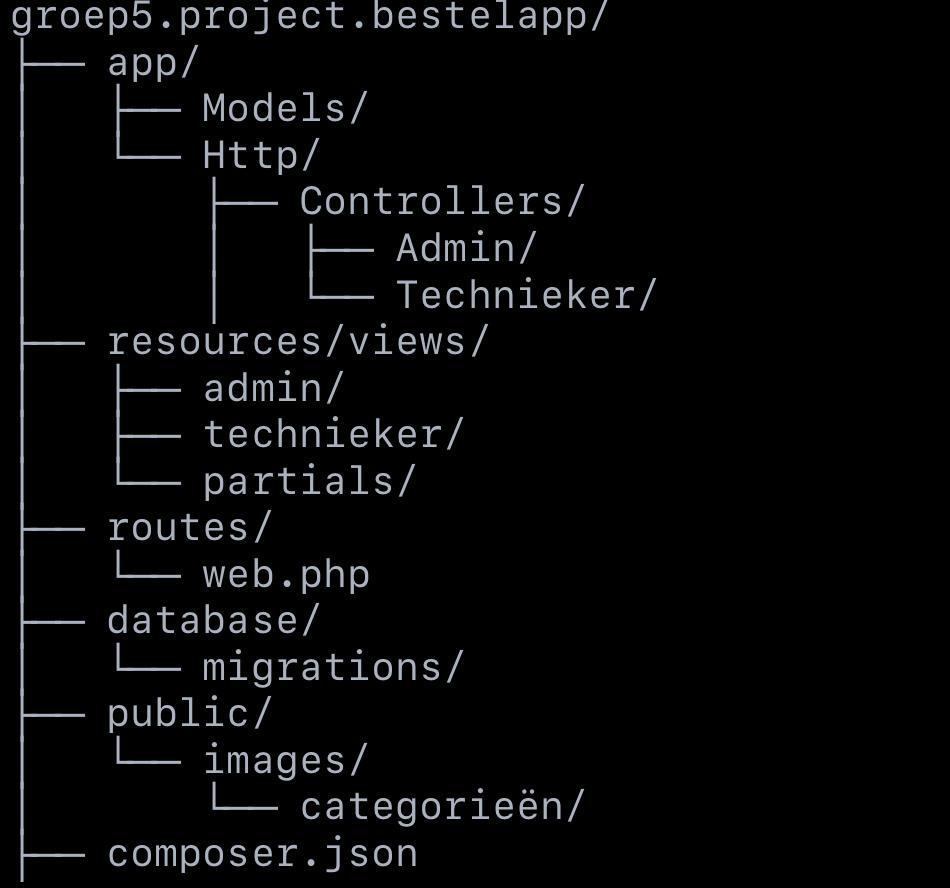 groep5.project.bestelapp/
├── app/
│   ├── Models/
│   └── Http/
│       ├── Controllers/
│       │   ├── Admin/
│       │   └── Technieker/
├── resources/views/
│   ├── admin/
│   ├── technieker/
│   └── partials/
├── routes/
│   └── web.php
├── database/
│   └── migrations/
├── public/
│   └── images/
│       └── categorieën/
├── composer.json